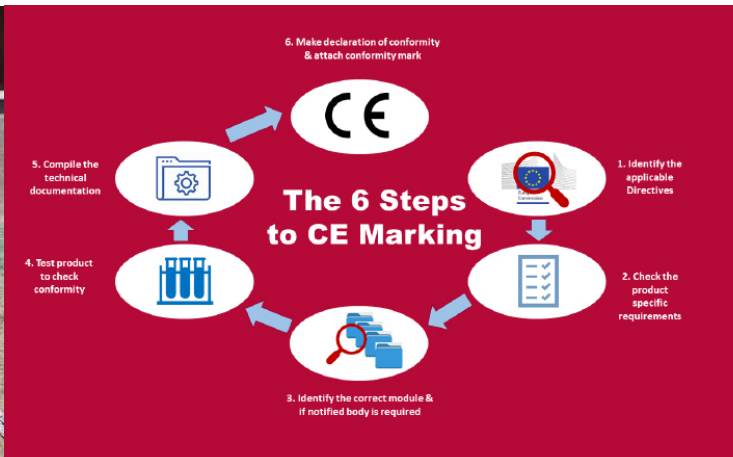 6. Make declaration of conformity
& attach conformity mark
CE
5. Compile the
technical
documentation
1. Identify the
applicable
Directives
Commission
The 6 Steps
to CE Marking
4. Test product
to check
conformity
2. Check the
product
specific
requirements
3. Identify the correct module &
if notified body is required